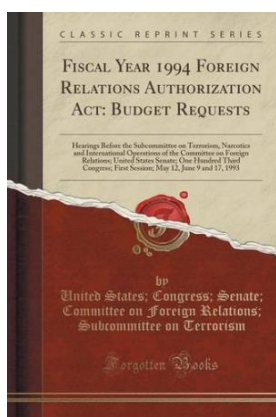 CLASSIC REPRINT SERIES
FISCAL YEAR 1994 FOREIGN
RELATIONS AUTHORIZATION
ACT: BUDGET REQUESTS
Hearings Before the Subcommittee on Terrorism, Narcotics
and International Operations of the Committee on Foreign
Relations; United States Senate; One Hundred Third
Congress; First Session; May 12, June 9 and 17, 1993
by
United States; Congress; Senate;
Committee on Foreign Relations;
Subcommittee on Terrorism
Forgotten Books